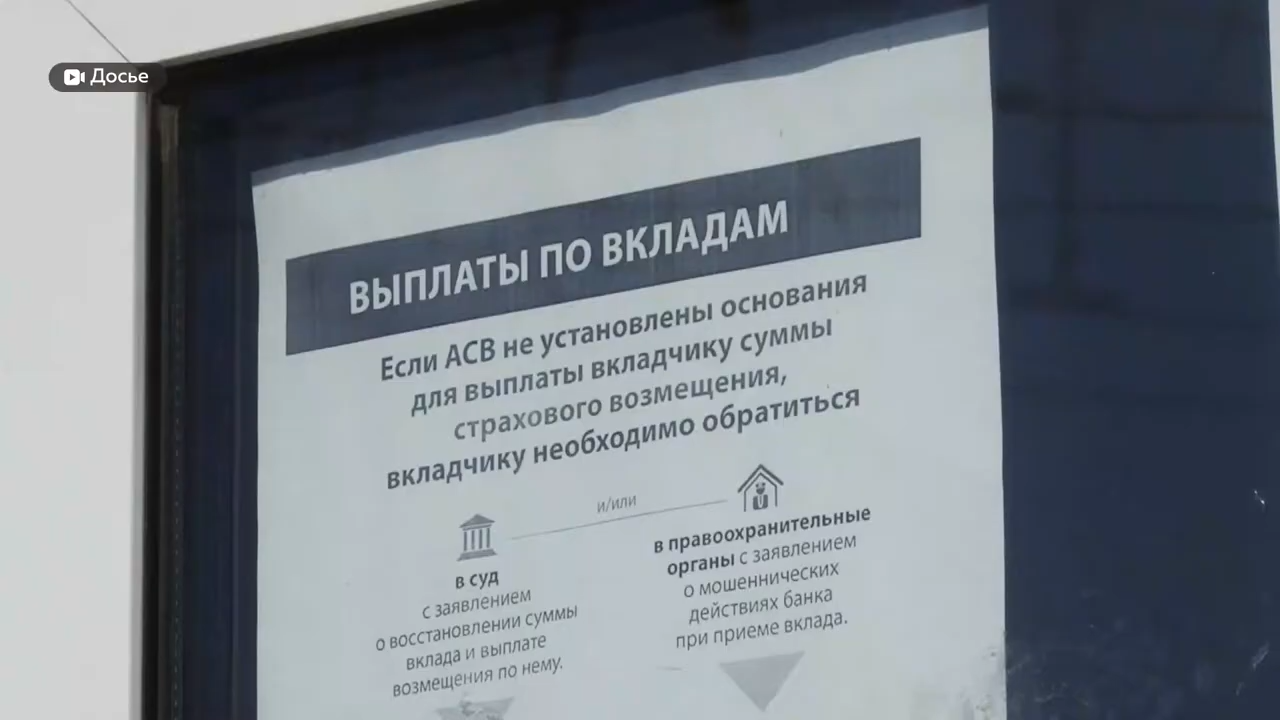 Досье
ВЫПЛАТЫ ПО ВКЛАДАМ
Если АСВ не установлены основания
для выплаты вкладчику суммы
страхового возмещения,
вкладчику необходимо обратиться
и/или
в суд
с заявлением
о восстановлении суммы
вклада и выплате
возмещения по нему.
в правоохранительные
органы с заявлением
о мошеннических
действиях банка
при приеме вклада.